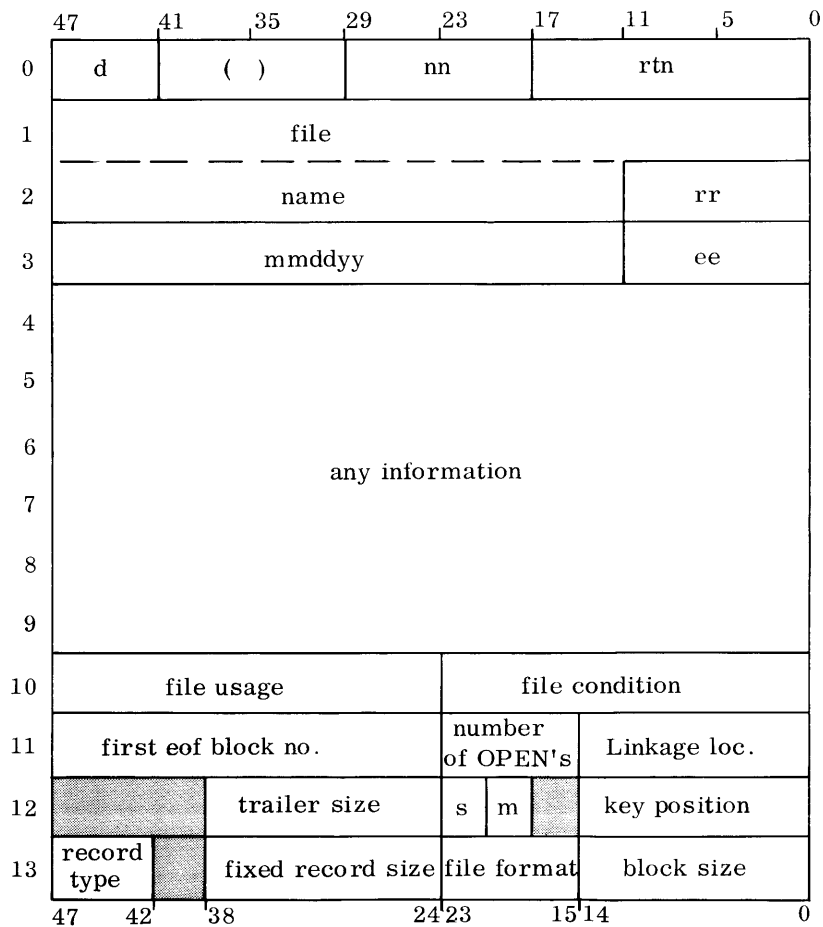 47 41 35 29 23 17 11 5 0
0 d ( ) nn rtn
1 file
2 name rr
3 mmddyy ee
4
5
6
any information
7
8
9
10 file usage file condition
11 first eof block no. number of OPEN's Linkage loc.
12 trailer size s m key position
13 record type fixed record size file format block size
47 42 38 24 23 15 14 0